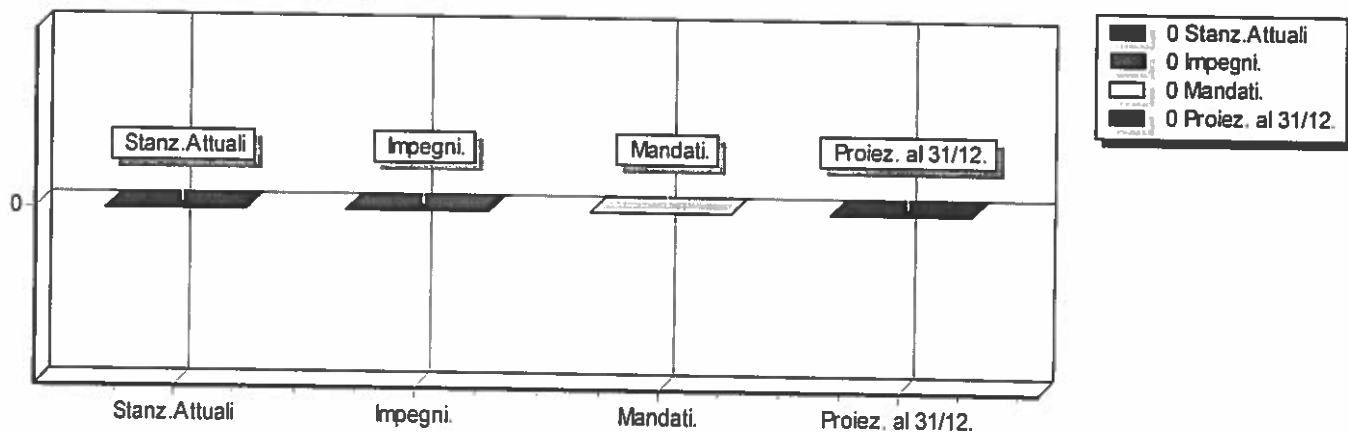 0 Stanz.Attuali
0 Impegni.
0 Mandati.
0 Proiez. al 31/12.
Stanz.Attuali
Impegni.
Mandati.
Proiez. al 31/12.
0
Stanz.Attuali
Impegni.
Mandati.
Proiez. al 31/12.